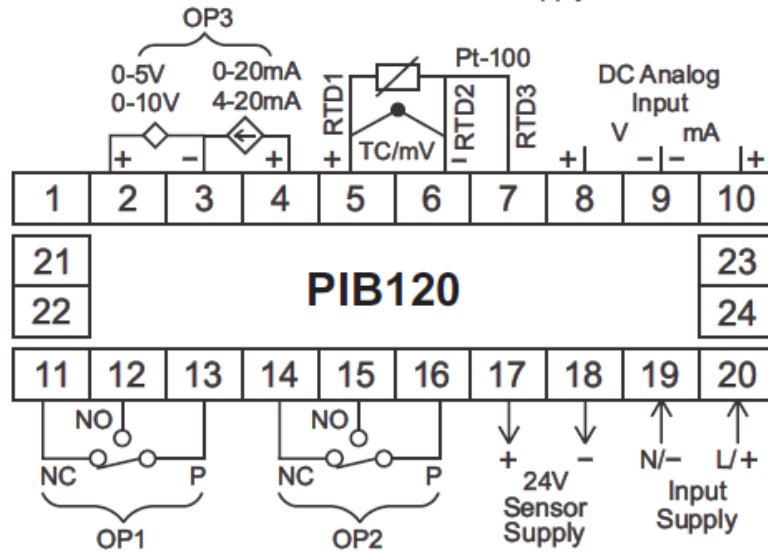 OP3
0-5V 0-20mA
0-10V 4-20mA
+ − +
RTD1
+
TC/mV
Pt-100
RTD2
−
RTD3
DC Analog
Input
V mA
+ − − +
1 2 3 4 5 6 7 8 9 10
21 23
PIB120
22 24
11 12 13 14 15 16 17 18 19 20
NO NO
NC P NC P
OP1 OP2
+ −
24V
Sensor
Supply
N/− L/+
Input
Supply